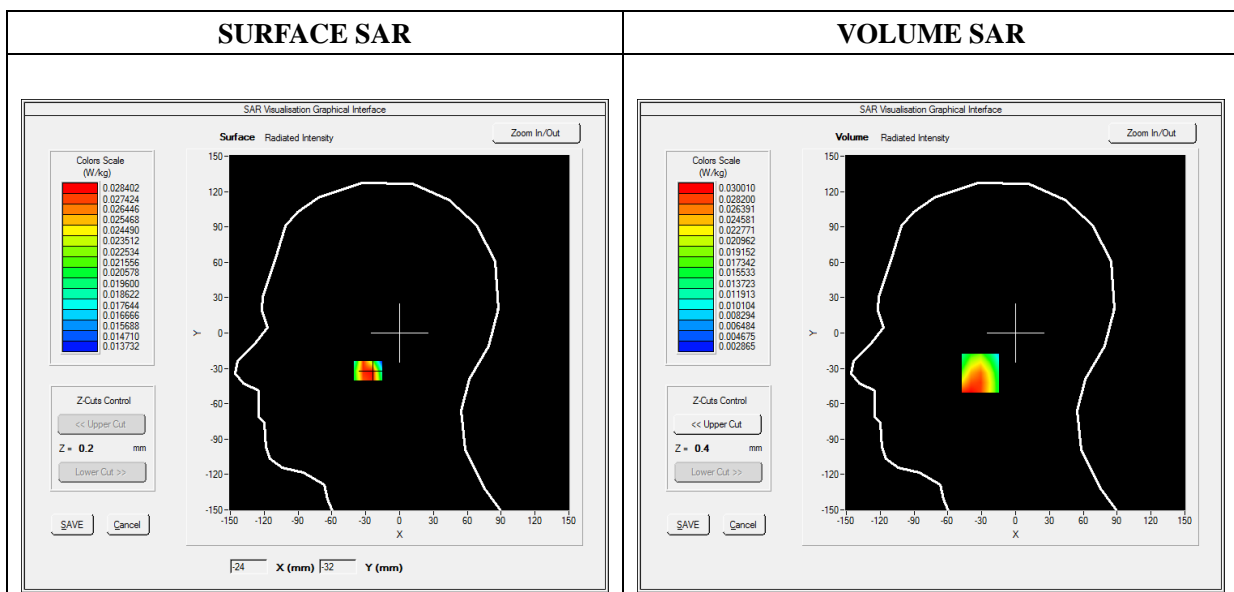 SURFACE SAR
SAR Visualisation Graphical Interface
Surface Radiated Intensity
Zoom In/Out
Colors Scale
(W/kg)
0.028402
0.027424
0.026446
0.025468
0.024490
0.023512
0.022534
0.021556
0.020578
0.019600
0.018622
0.017644
0.016666
0.015688
0.014710
0.013732
Z-Cuts Control
<< Upper Cut
Z = 0.2 mm
Lower Cut >>
SAVE Cancel
150
120
90
60
30
Y 0
-30
-60
-90
-120
-150
-150 -120 -90 -60 -30 0 30 60 90 120 150
X
-24 X (mm) -32 Y (mm)
VOLUME SAR
SAR Visualisation Graphical Interface
Volume Radiated Intensity
Zoom In/Out
Colors Scale
(W/kg)
0.030010
0.028200
0.026391
0.024581
0.022771
0.020962
0.019152
0.017342
0.015533
0.013723
0.011913
0.010104
0.008294
0.006484
0.004675
0.002865
Z-Cuts Control
<< Upper Cut
Z = 0.4 mm
Lower Cut >>
SAVE Cancel
150
120
90
60
30
Y 0
-30
-60
-90
-120
-150
-150 -120 -90 -60 -30 0 30 60 90 120 150
X